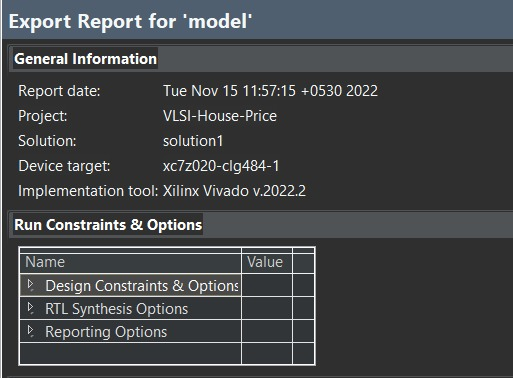 Export Report for 'model'
General Information
Report date: Tue Nov 15 11:57:15 +0530 2022
Project: VLSI-House-Price
Solution: solution1
Device target: xc7z020-clg484-1
Implementation tool: Xilinx Vivado v.2022.2
Run Constraints & Options
Name Value
Design Constraints & Options
RTL Synthesis Options
Reporting Options